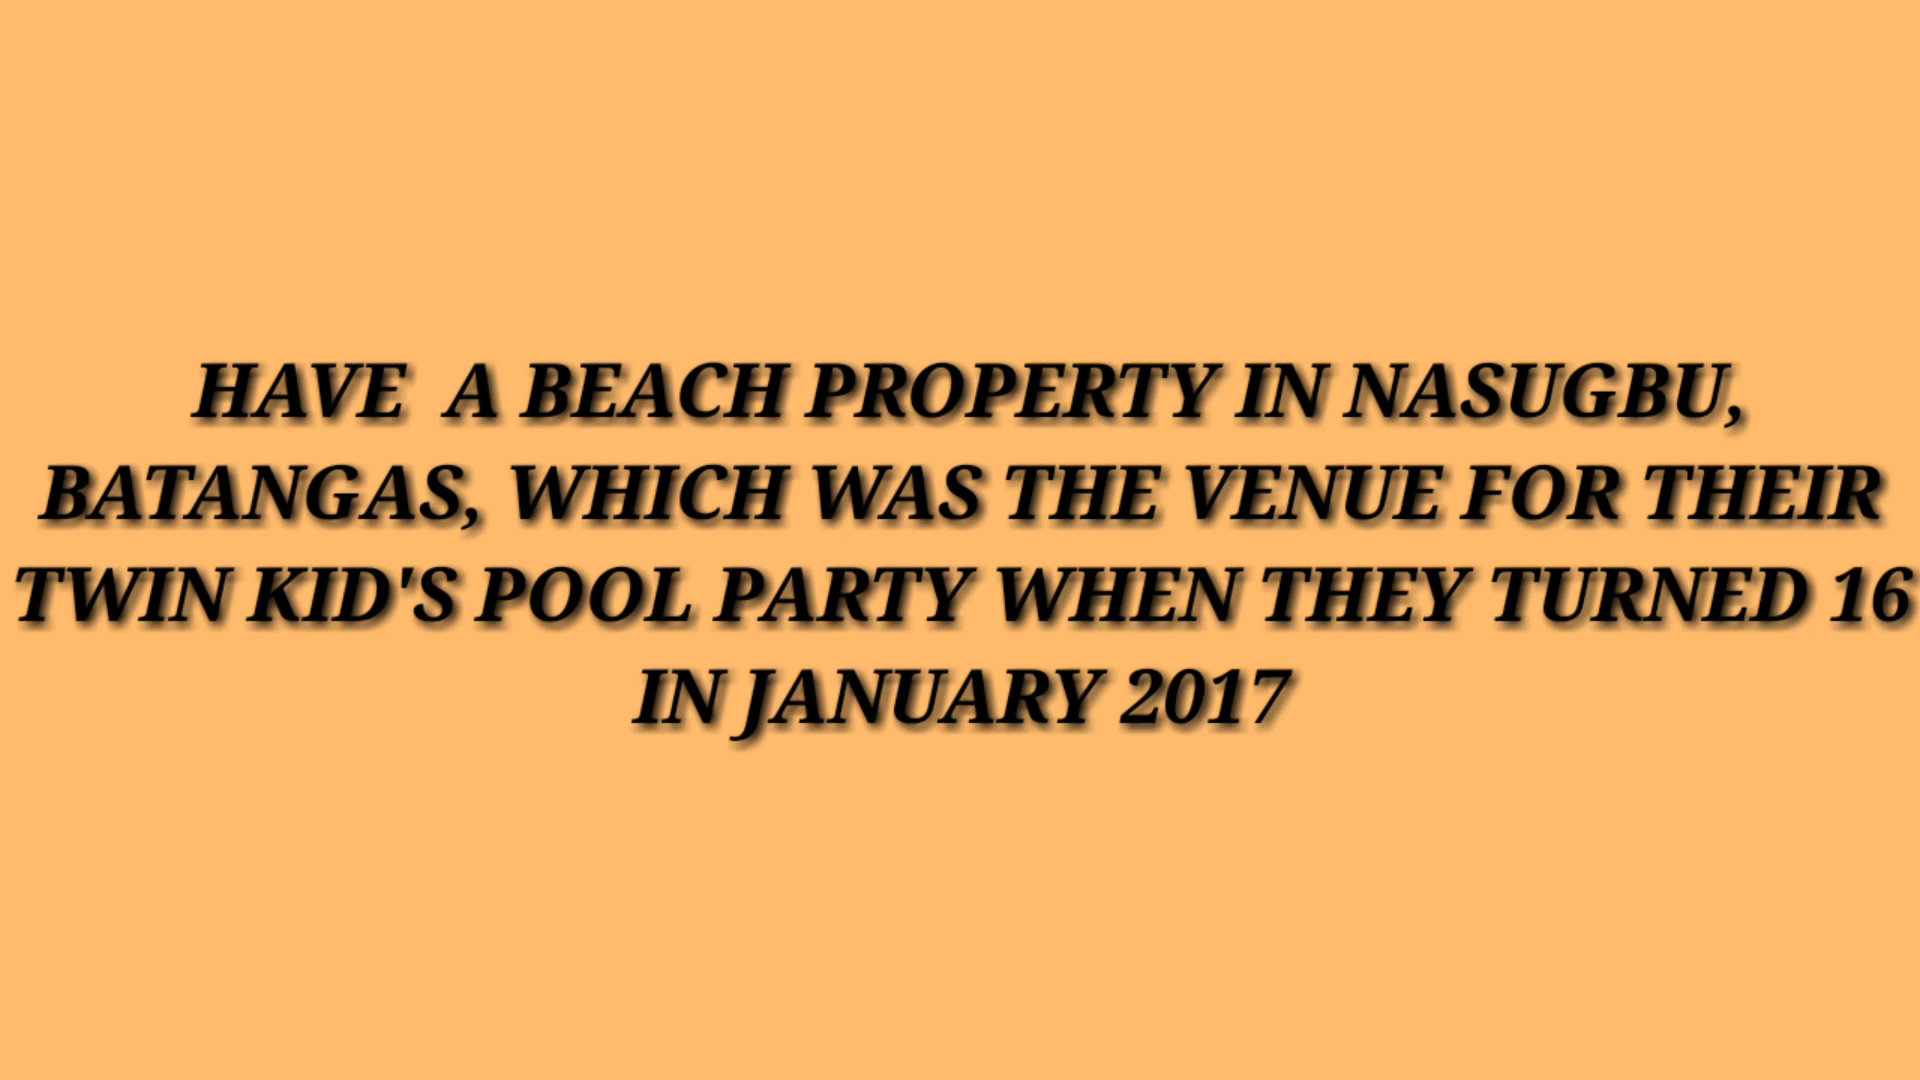 HAVE  A BEACH PROPERTY IN NASUGBU,
BATANGAS, WHICH WAS THE VENUE FOR THEIR
TWIN KID'S POOL PARTY WHEN THEY TURNED 16
IN JANUARY 2017